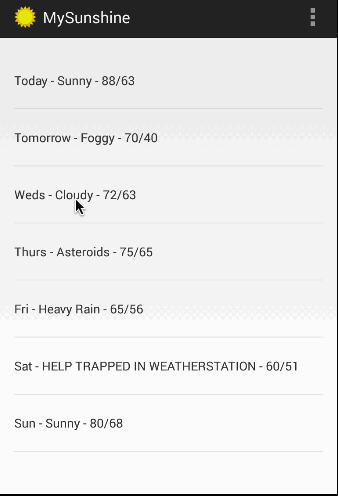 MySunshine
Today - Sunny - 88/63
Tomorrow - Foggy - 70/40
Weds - Cloudy - 72/63
Thurs - Asteroids - 75/65
Fri - Heavy Rain - 65/56
Sat - HELP TRAPPED IN WEATHERSTATION - 60/51
Sun - Sunny - 80/68